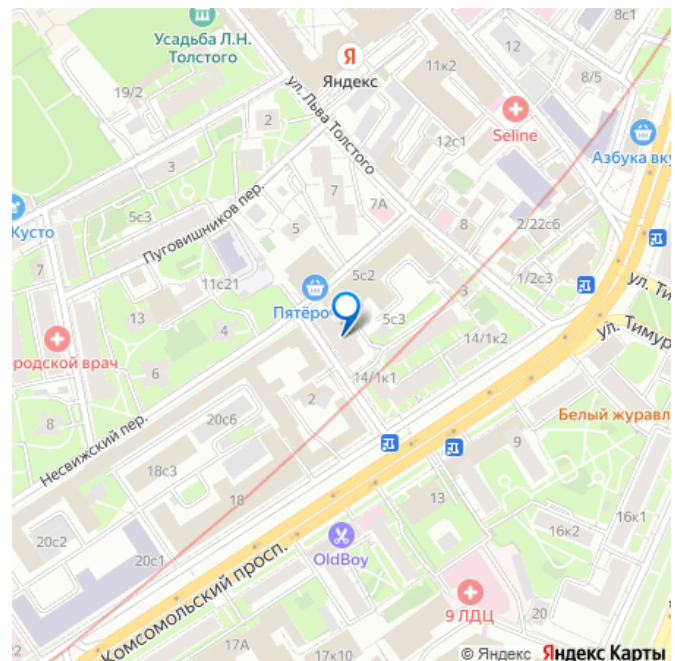 8с1
Усадьба Л.Н.
Толстого
Я
Яндекс
12
11к2
8/5
19/2
ул. Льва Толстого
Seline
2
12с1
Азбука вку
3
7
7А
Пуговишников пер.
5с3
Кусто
8
2/22с6
5
7
11с21
5с2
1/2с3
3
ул. Ти
Пятёро
13
5с3
4
14/1к2
ул. Тимур
ородской врач
6
14/1к1
2
20с6
Белый журавл
8
Несвижский пер.
9
18с3
18
13
16к1
20с2
16к2
20с1
OldBoy
Комсомольский просп.
9 ЛДЦ
20
2
17А
17к10
© Яндекс Яндекс Карты